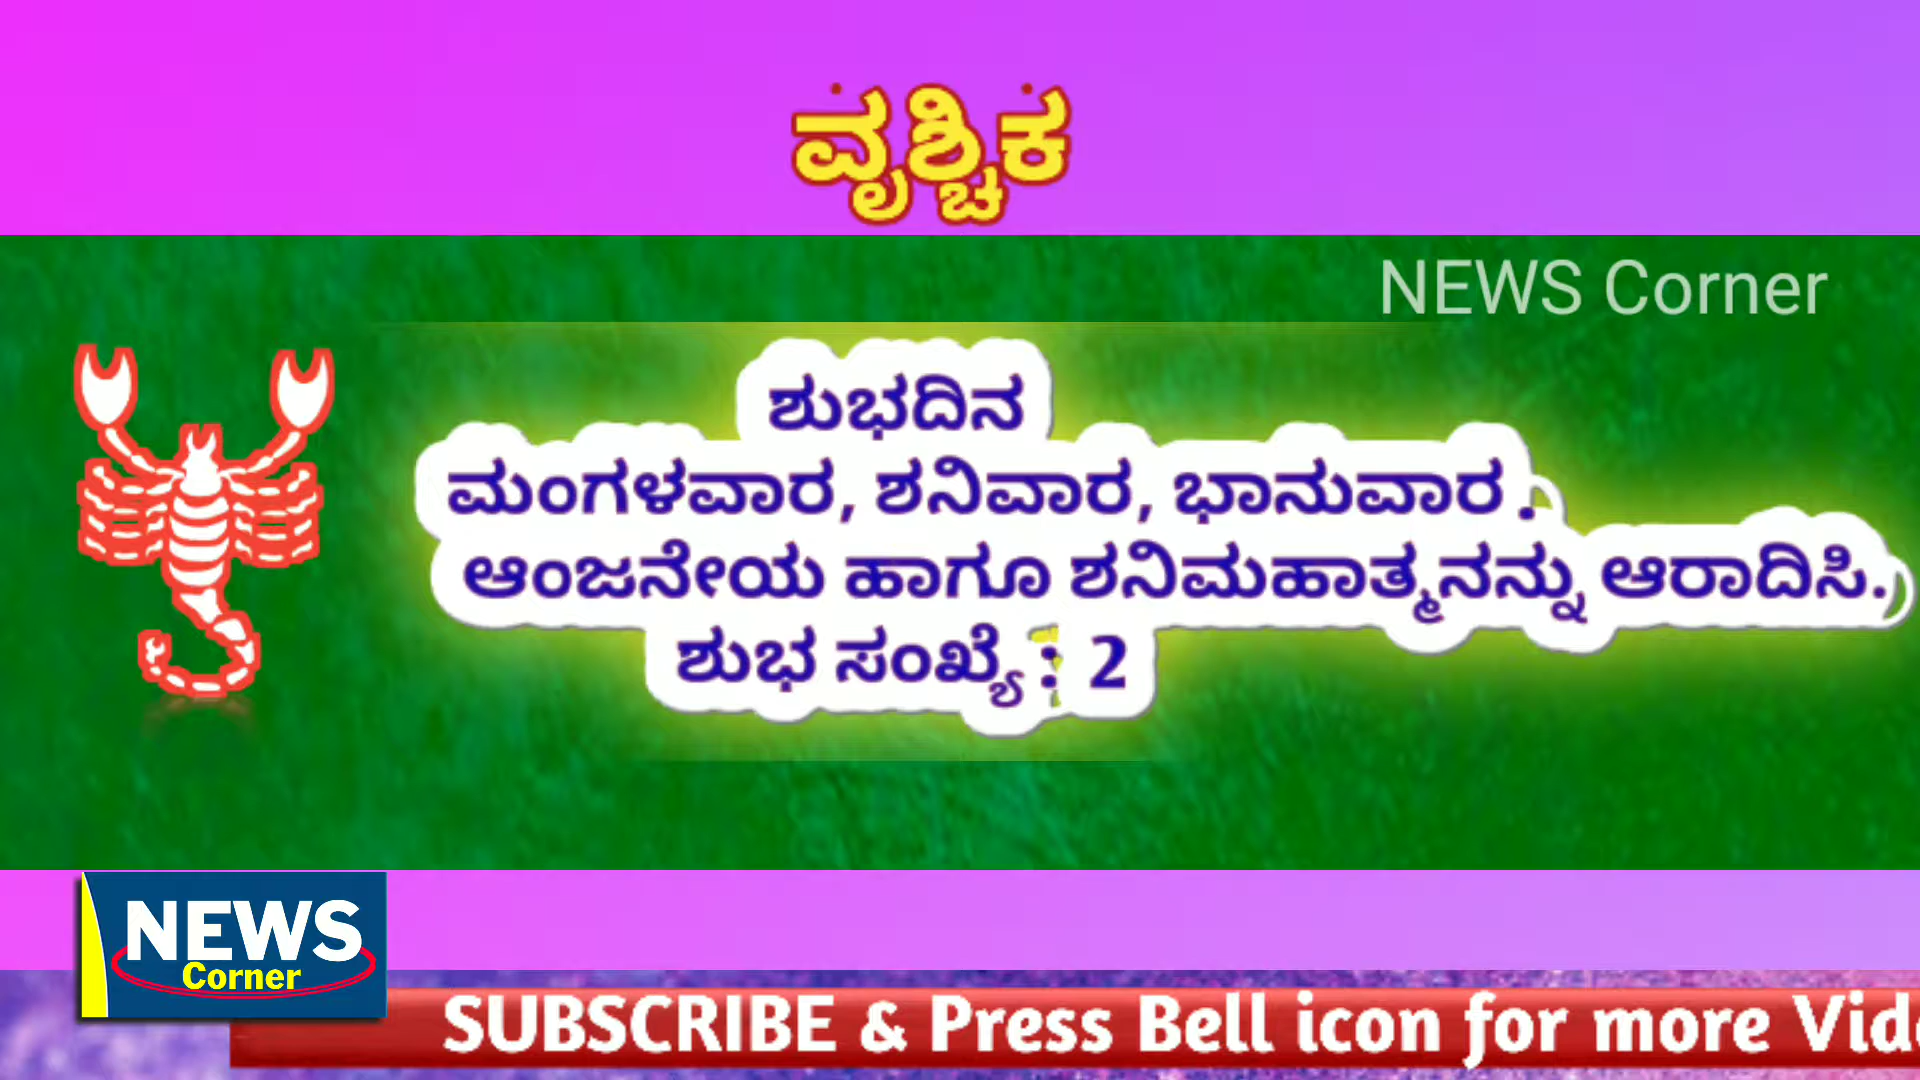 ವೃಶ್ಚಿಕ
NEWS Corner
ಶುಭದಿನ
ಮಂಗಳವಾರ, ಶನಿವಾರ, ಭಾನುವಾರ .
ಆಂಜನೇಯ ಹಾಗೂ ಶನಿಮಹಾತ್ಮನನ್ನು ಆರಾದಿಸಿ.
ಶುಭ ಸಂಖ್ಯೆ : 2
NEWS
Corner
SUBSCRIBE & Press Bell icon for more